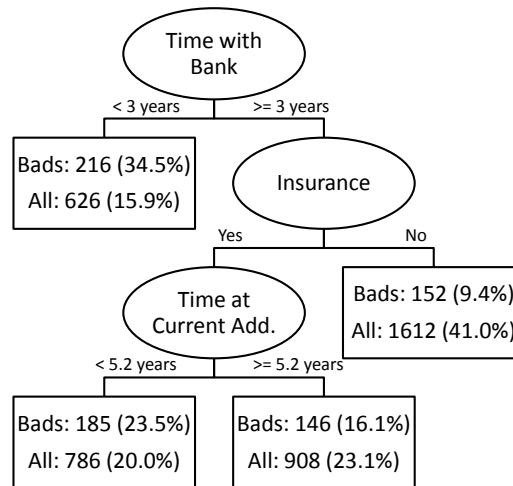 Time with
Bank
< 3 years
>= 3 years
Bads: 216 (34.5%)
All: 626 (15.9%)
Insurance
Yes
No
Time at
Current Add.
Bads: 152 (9.4%)
All: 1612 (41.0%)
< 5.2 years
>= 5.2 years
Bads: 185 (23.5%)
All: 786 (20.0%)
Bads: 146 (16.1%)
All: 908 (23.1%)